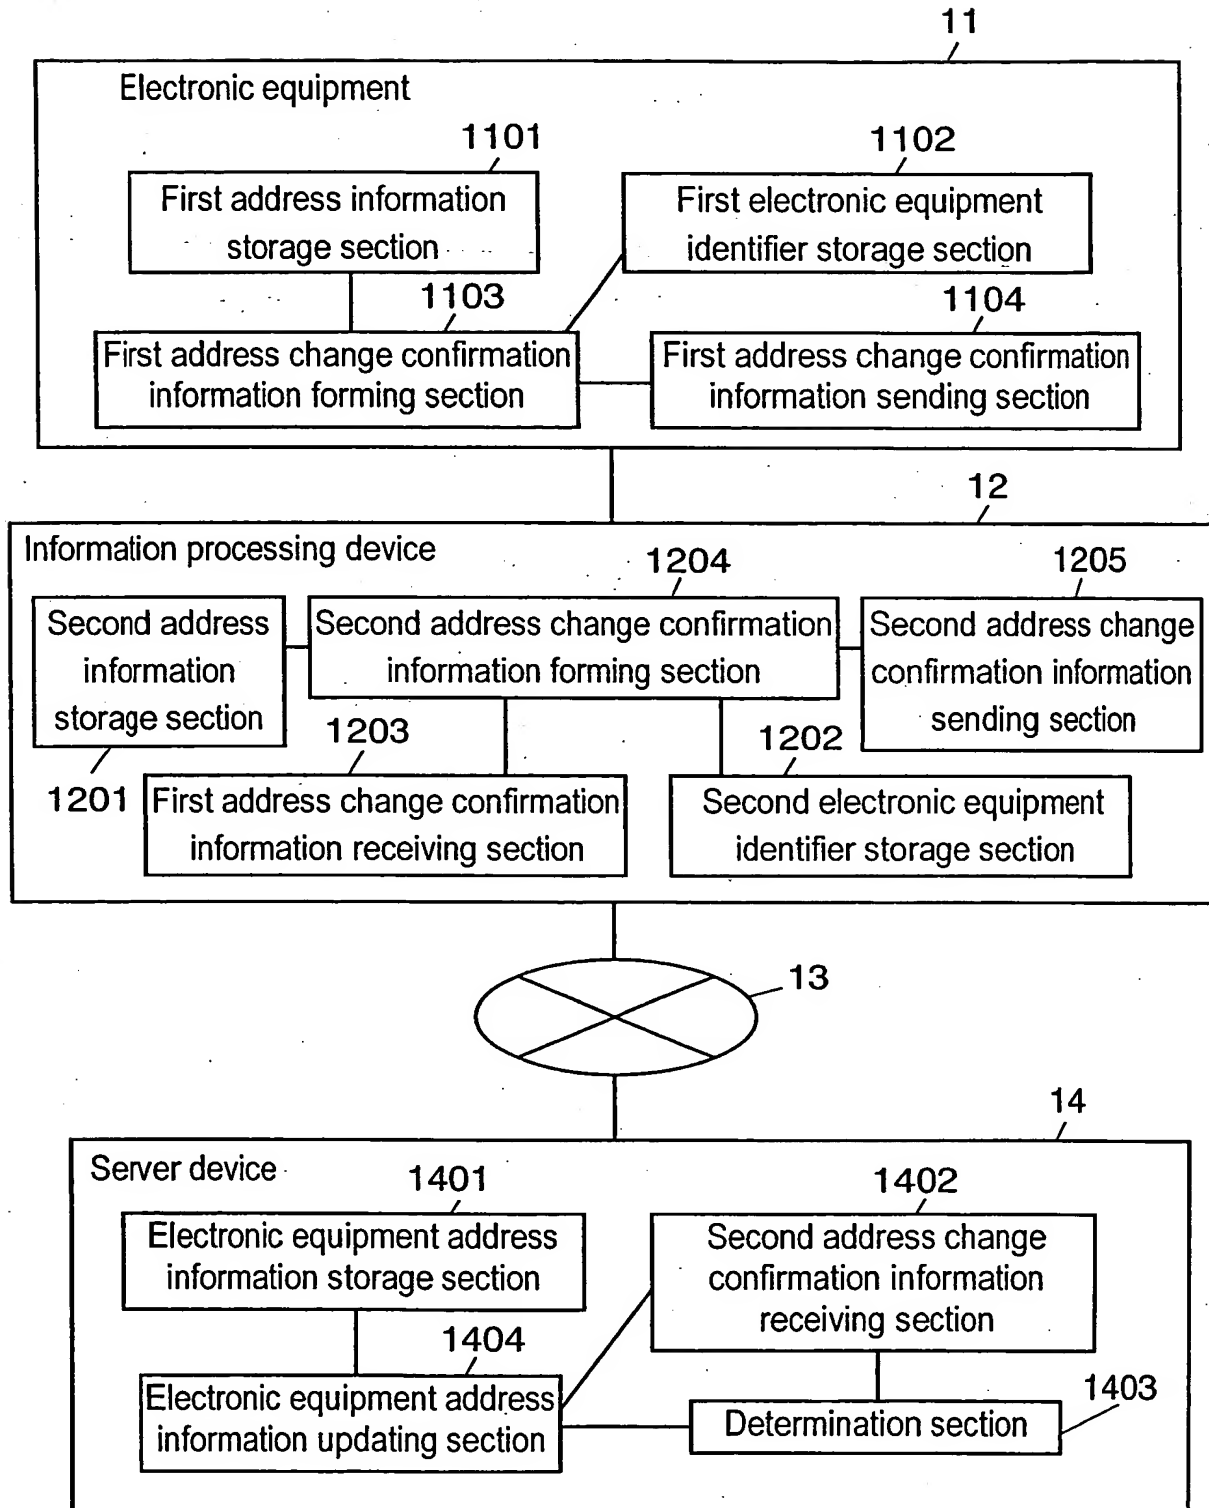 11
Electronic equipment
1101
1102
First address information
storage section
First electronic equipment
identifier storage section
1103
1104
First address change confirmation
information forming section
First address change confirmation
information sending section
12
Information processing device
1204
1205
Second address
information
storage section
Second address change confirmation
information forming section
Second address change
confirmation information
sending section
1203
1202
1201
First address change confirmation
information receiving section
Second electronic equipment
identifier storage section
13
14
Server device
1401
1402
Electronic equipment address
information storage section
Second address change
confirmation information
receiving section
1404
1403
Electronic equipment address
information updating section
Determination section